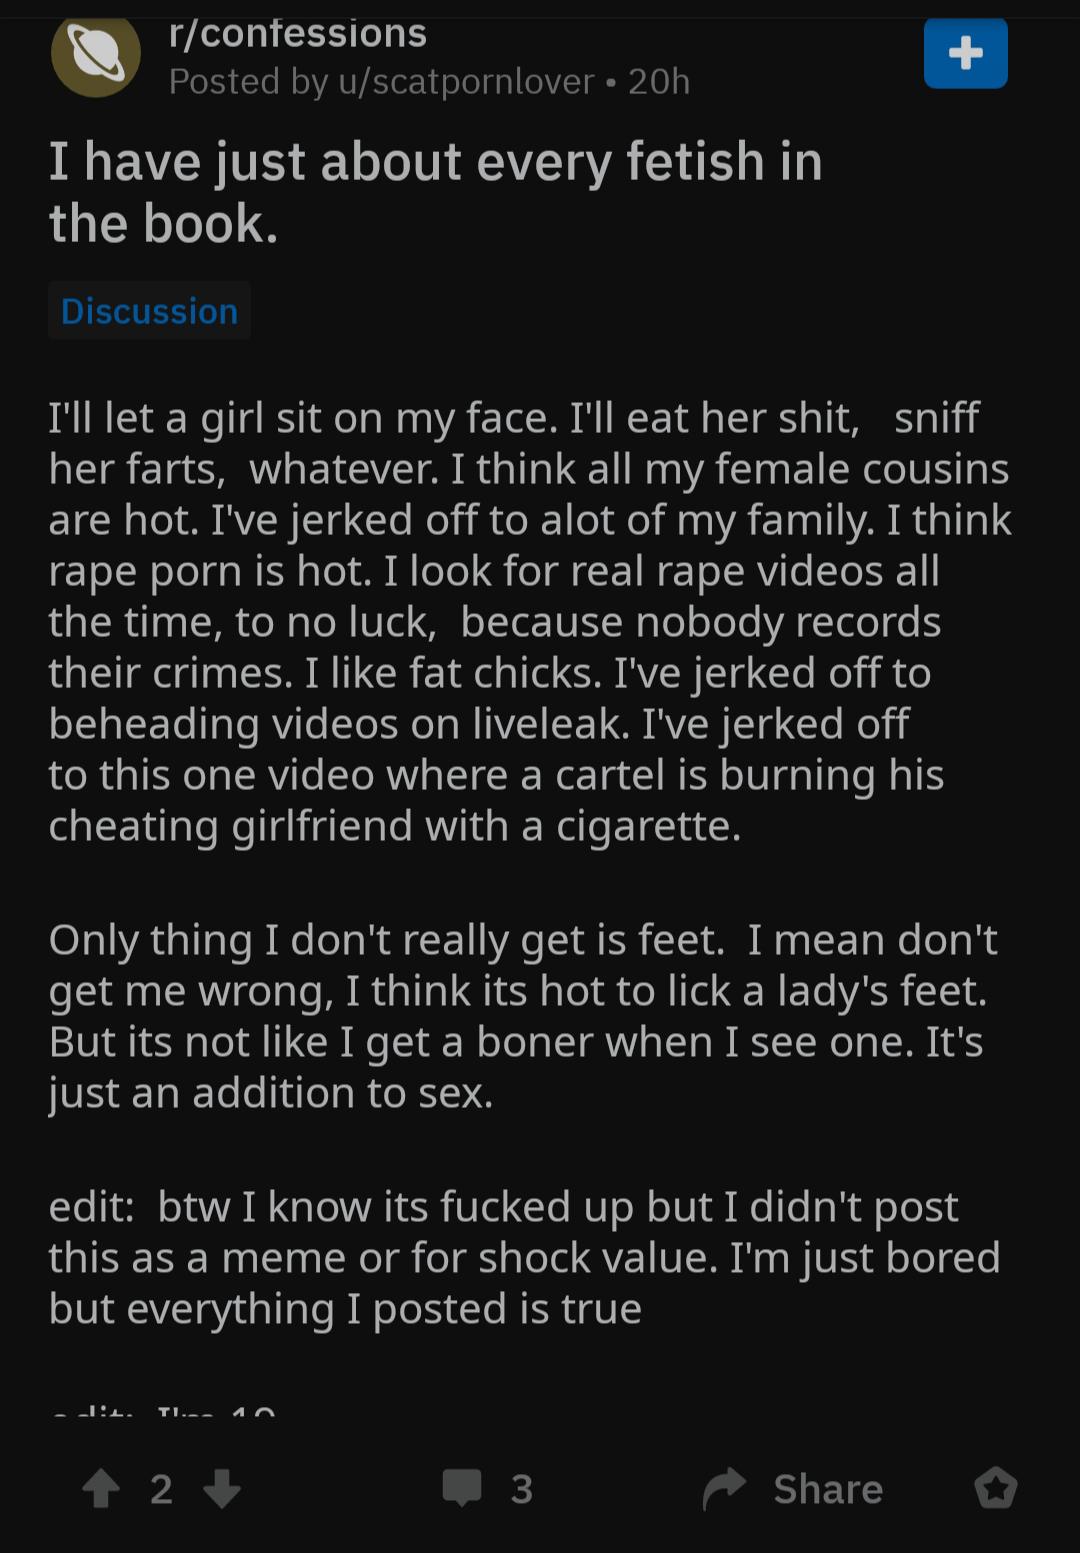 r/confessions
Posted by u/scatpornlover • 20h
I have just about every fetish in
the book.
Discussion
I'll let a girl sit on my face. I'll eat her shit,   sniff
her farts,  whatever. I think all my female cousins
are hot. I've jerked off to alot of my family. I think
rape porn is hot. I look for real rape videos all
the time, to no luck,  because nobody records
their crimes. I like fat chicks. I've jerked off to
beheading videos on liveleak. I've jerked off
to this one video where a cartel is burning his
cheating girlfriend with a cigarette.
Only thing I don't really get is feet.  I mean don't
get me wrong, I think its hot to lick a lady's feet.
But its not like I get a boner when I see one. It's
just an addition to sex.
edit:  btw I know its fucked up but I didn't post
this as a meme or for shock value. I'm just bored
but everything I posted is true
edit:  I'm
2
3
Share